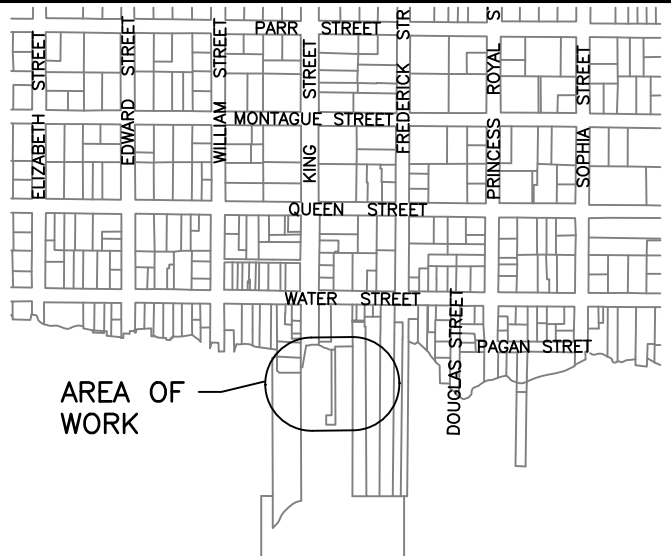 PARR STREET
ELIZABETH STREET
EDWARD STREET
WILLIAM STREET
KING STREET
FREDERICK STR
PRINCESS ROYAL S
SOPHIA STREET
MONTAGUE STREET
QUEEN STREET
WATER STREET
DOUGLAS STREET
PAGAN STRET
AREA OF
WORK